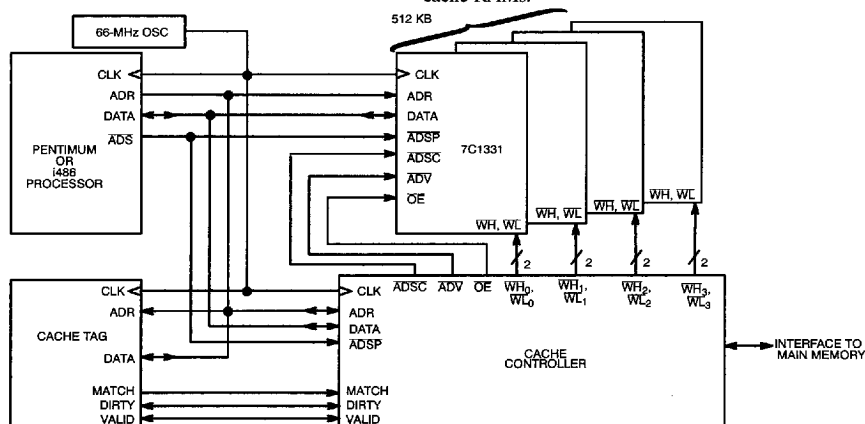 cache RAMs.
512 KB
66-MHz OSC
CLK
ADR
DATA
ADS
PENTIMUM
OR
i486
PROCESSOR
CLK
ADR
DATA
ADSP
ADSC
ADV
OE
7C1331
WH, WL
WH, WL
WH, WL
WH, WL
2
2
2
2
CLK
ADR
CACHE TAG
DATA
MATCH
DIRTY
VALID
ADSC ADV OE
WH0,
WL0
WH1,
WL1
WH2,
WL2
WH3,
WL3
CLK
ADR
DATA
ADSP
MATCH
DIRTY
VALID
CACHE
CONTROLLER
INTERFACE TO
MAIN MEMORY